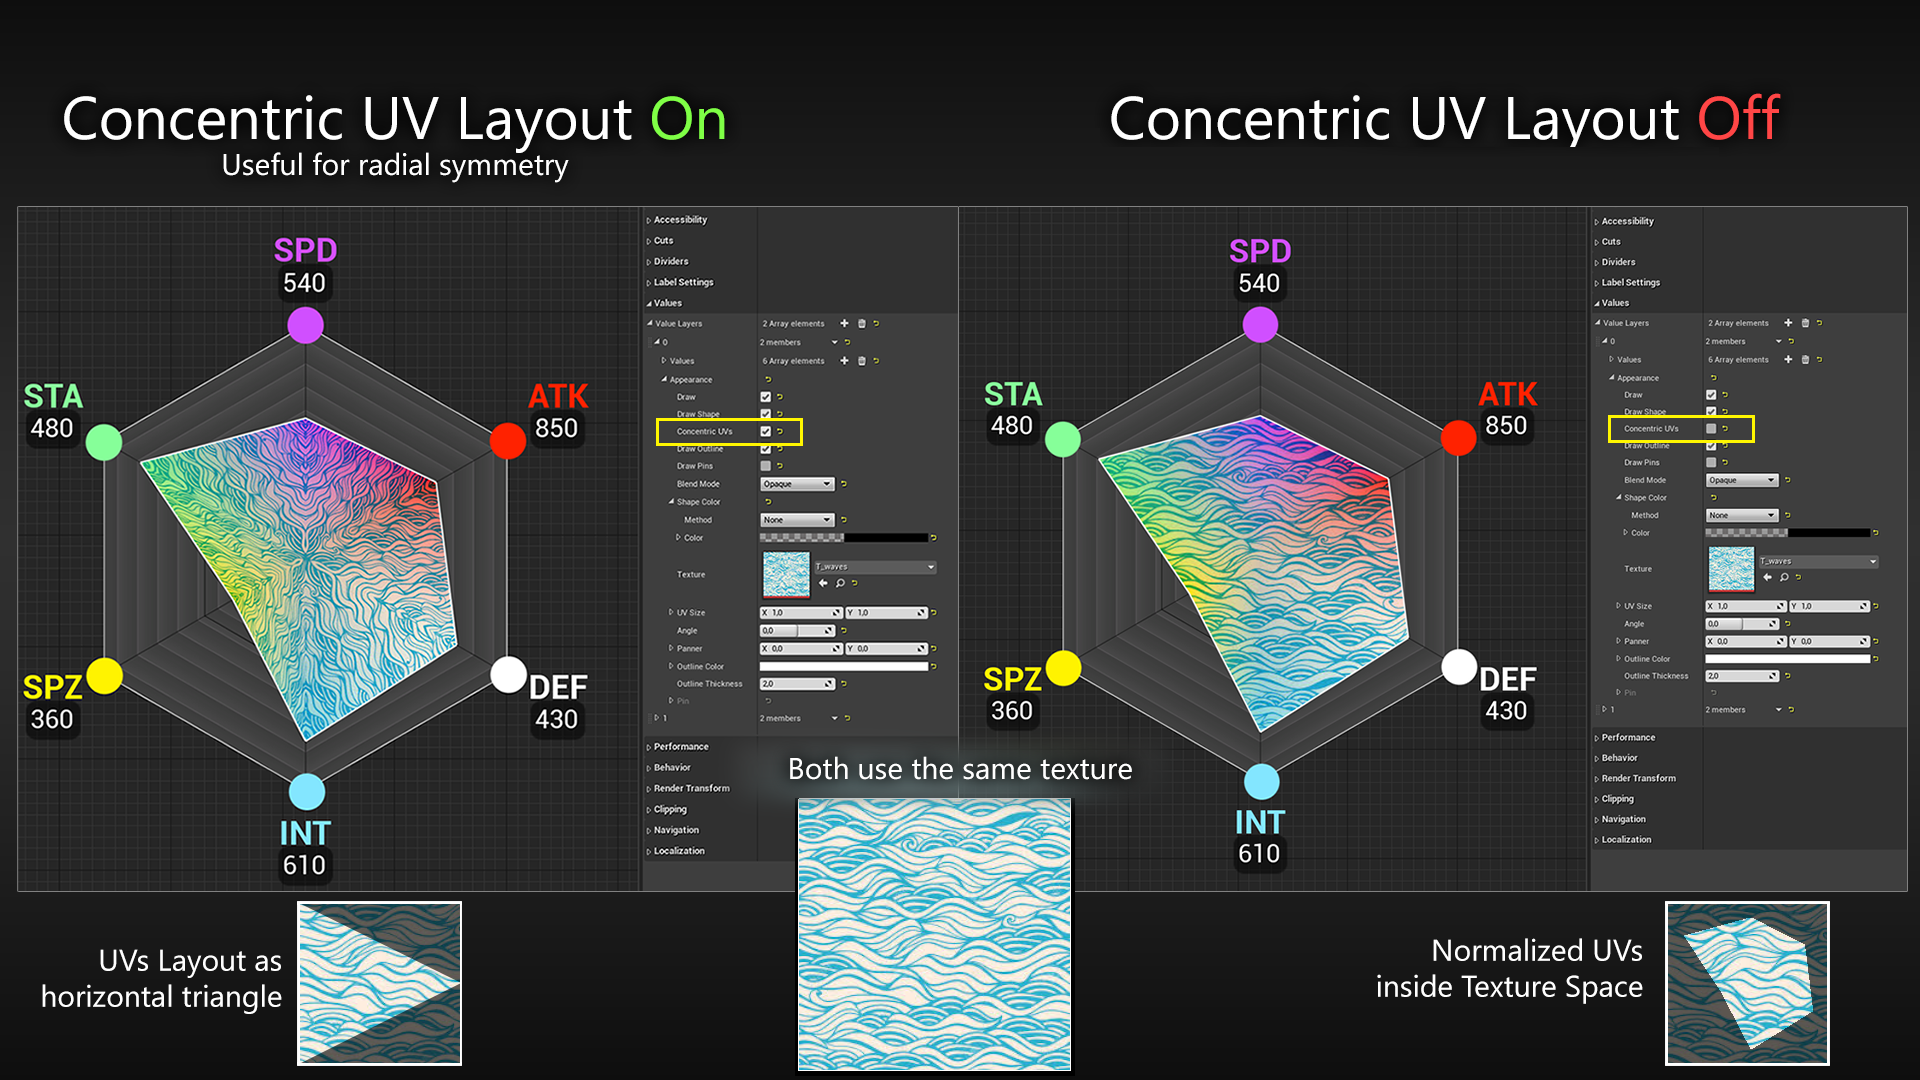 Concentric UV Layout On
Useful for radial symmetry
Concentric UV Layout Off
SPD
540
STA
480
ATK
850
SPZ
360
DEF
430
INT
610
Accessibility
Cuts
Dividers
Label Settings
Values
Value Layers 2 Array elements
0 2 members
Values 6 Array elements
Appearance
Draw
Draw Shape
Concentric UVs
Draw Outline
Draw Pins
Blend Mode Opaque
Shape Color
Method None
Color
Texture T_waves
UV Size X 1,0 Y 1,0
Angle 0,0
Panner X 0,0 Y 0,0
Outline Color
Outline Thickness 2,0
Pin
1 2 members
Performance
Behavior
Render Transform
Clipping
Navigation
Localization
SPD
540
STA
480
ATK
850
SPZ
360
DEF
430
INT
610
Accessibility
Cuts
Dividers
Label Settings
Values
Value Layers 2 Array elements
0 2 members
Values 6 Array elements
Appearance
Draw
Draw Shape
Concentric UVs
Draw Outline
Draw Pins
Blend Mode Opaque
Shape Color
Method None
Color
Texture T_waves
UV Size X 1,0 Y 1,0
Angle 0,0
Panner X 0,0 Y 0,0
Outline Color
Outline Thickness 2,0
Pin
1 2 members
Performance
Behavior
Render Transform
Clipping
Navigation
Localization
Both use the same texture
UVs Layout as
horizontal triangle
Normalized UVs
inside Texture Space